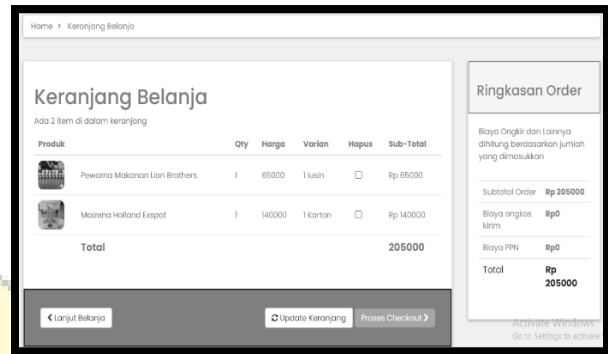 Home > Keranjang Belanja
Keranjang Belanja
Ada 2 item di dalam keranjang
Produk Qty Harga Varian Hapus Sub-Total
Pewarna Makanan Lion Brothers 1 65000 1 lusin Rp 65000
Maizena Holland Exspot 1 140000 1 Karton Rp 140000
Total 205000
Lanjut Belanja Update Keranjang Proses Checkout
Ringkasan Order
Biaya Ongkir dan Lainnya
dihitung berdasarkan jumlah
yang dimasukkan
Subtotal Order Rp 205000
Biaya ongkos Rp0
kirim
Biaya PPN Rp0
Total Rp
205000
Activate Windows
Go to Settings to activate